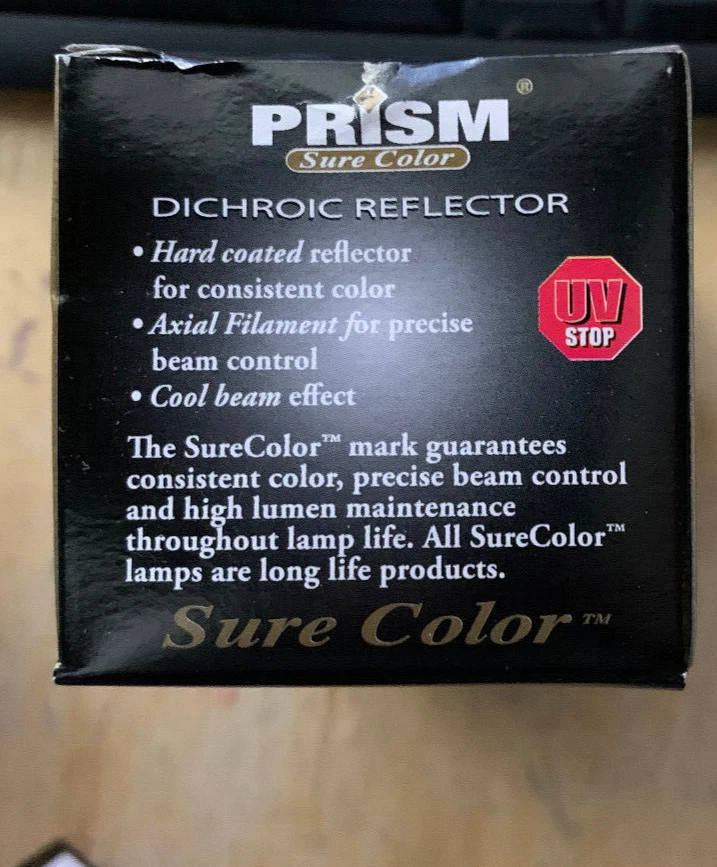 PRISM®
Sure Color
DICHROIC REFLECTOR
• Hard coated reflector
for consistent color
• Axial Filament for precise
beam control
• Cool beam effect
UV
STOP
The SureColor™ mark guarantees
consistent color, precise beam control
and high lumen maintenance
throughout lamp life. All SureColor™
lamps are long life products.
Sure Color™